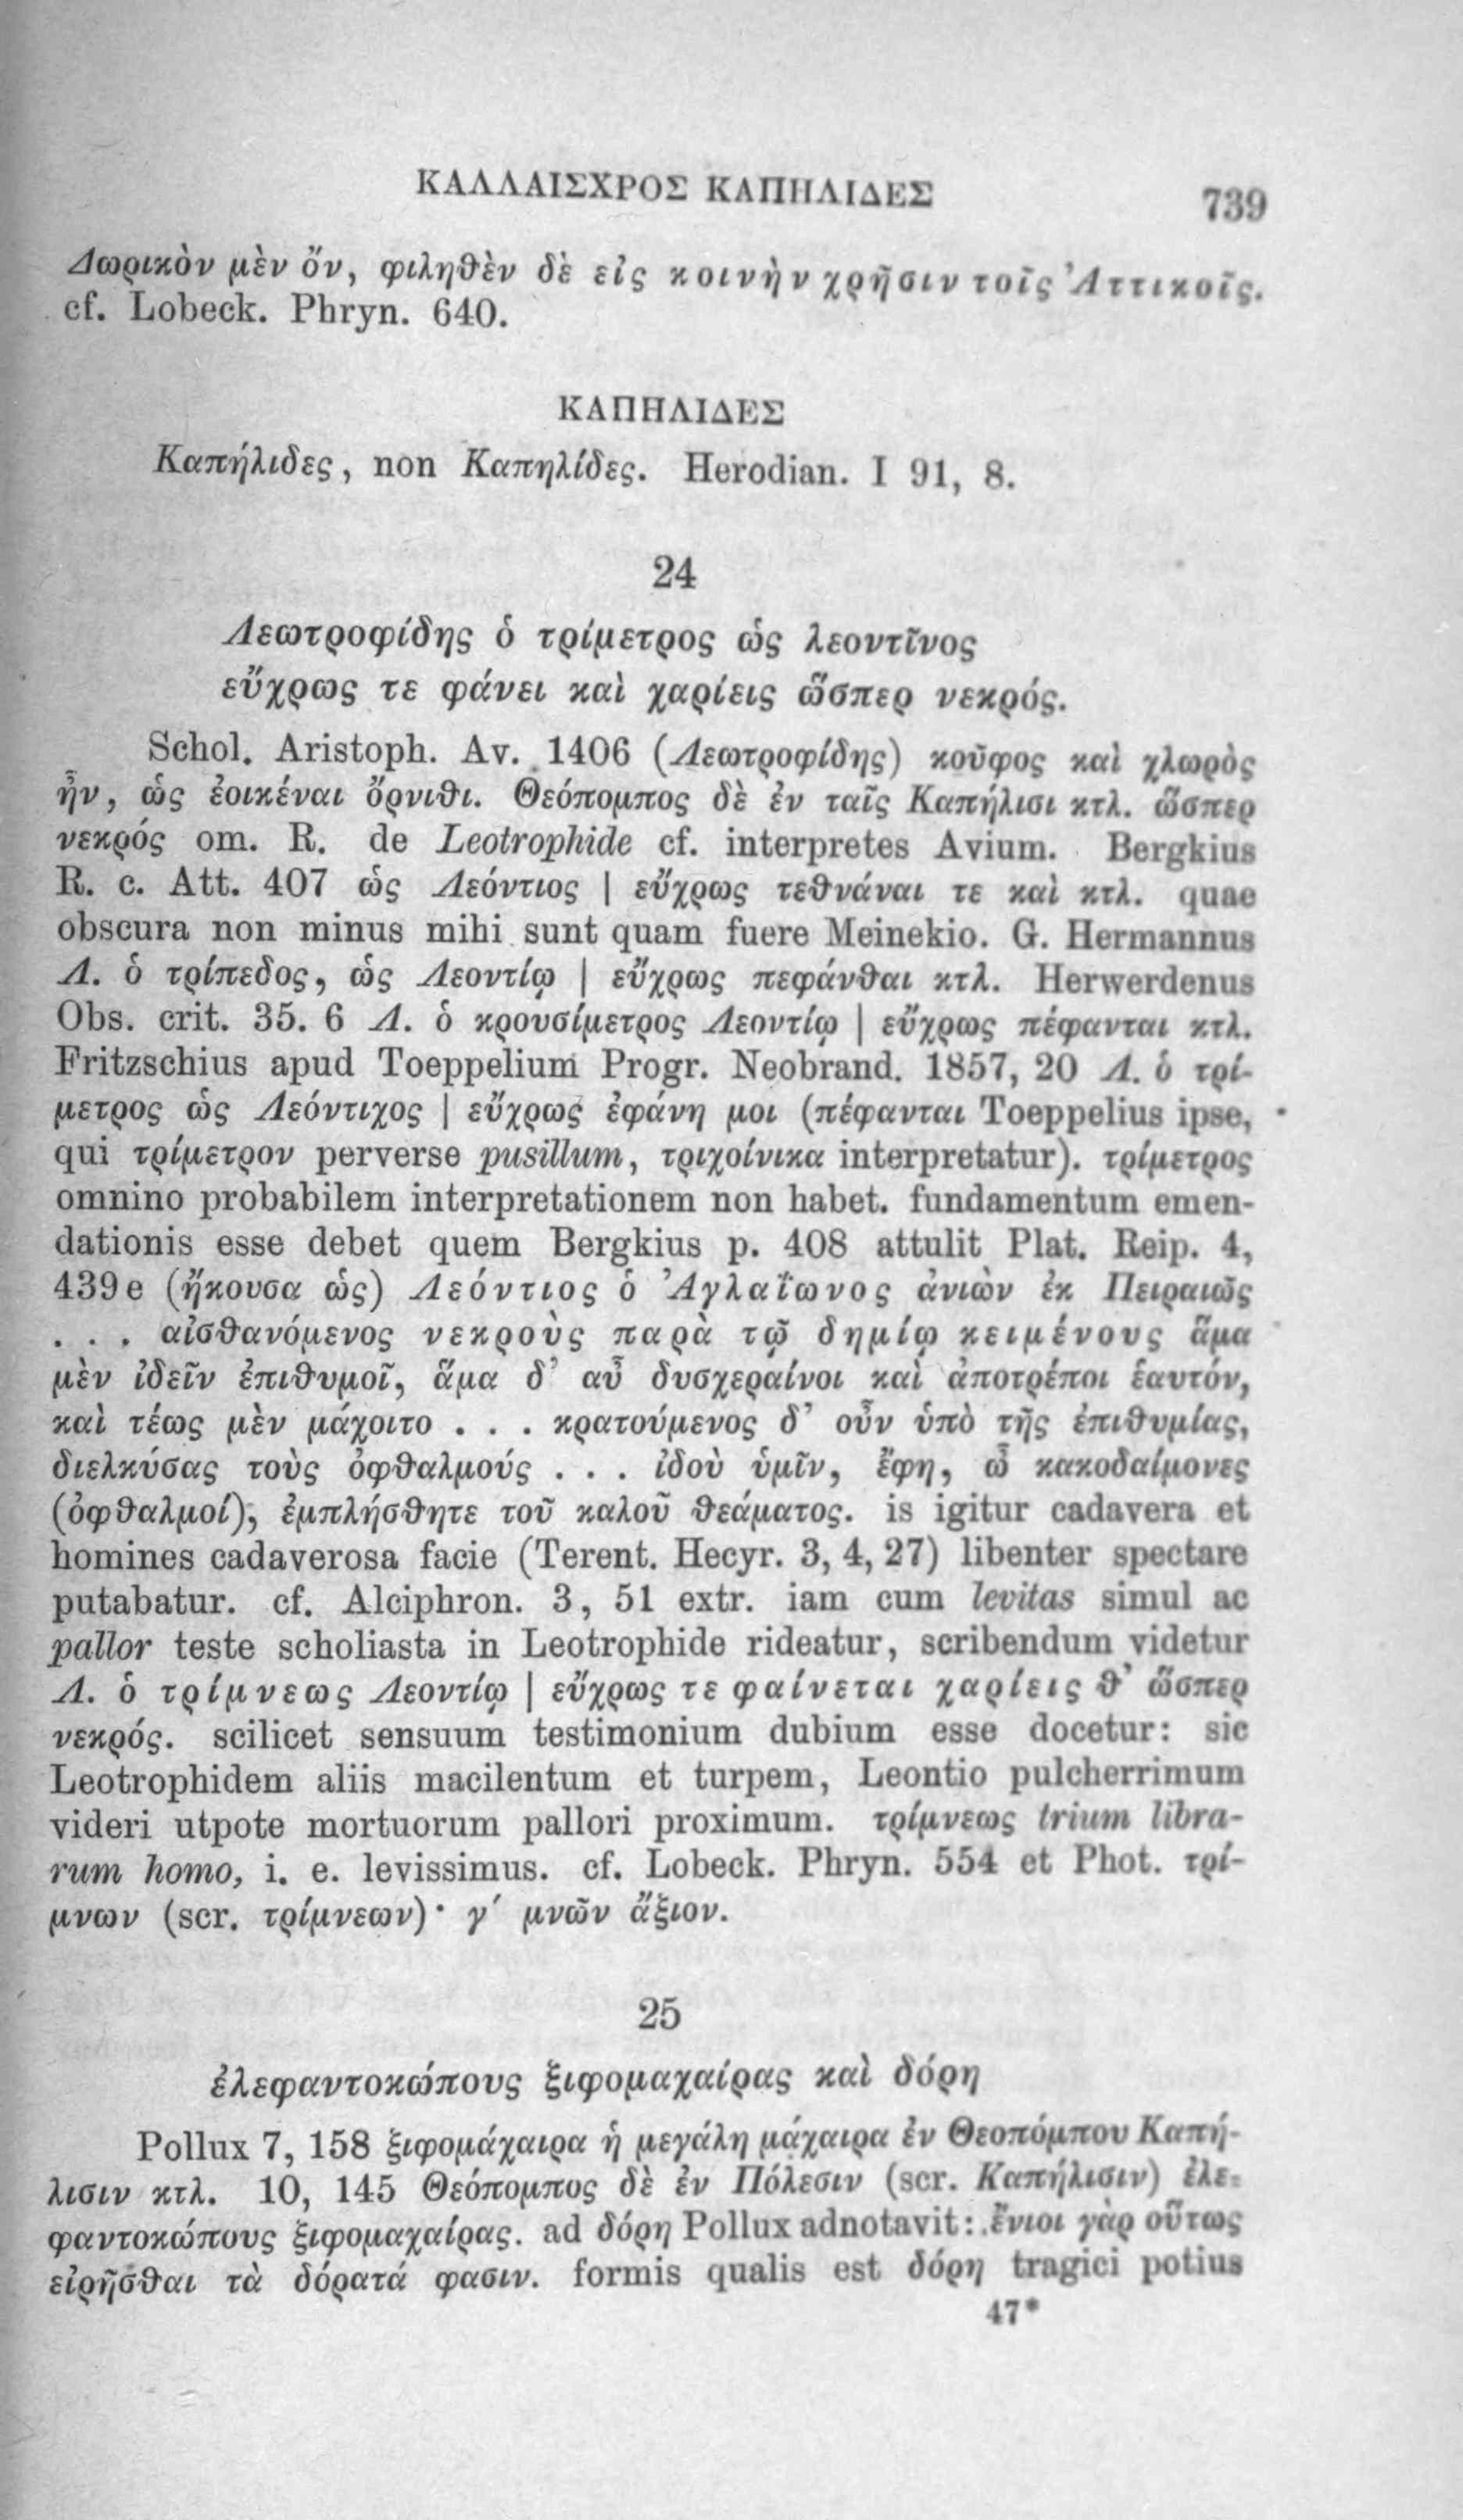 ΚΑΛΛΑΙΣΧΡΟΣ ΚΑΠΗΛΙΔΕΣ 739
Δωρικὸν μὲν ὄν, φιληθὲν δὲ εἰς κοινὴν χρῆσιν τοῖς Ἀττικοῖς.
cf. Lobeck. Phryn. 640.
ΚΑΠΗΛΙΔΕΣ
Καπήλιδες, non Καπηλίδες. Herodian. I 91, 8.
24
Λεωτροφίδης ὁ τρίμετρος ὡς λεοντῖνος
εὔχρως τε φάνει καὶ χαρίεις ὥσπερ νεκρός.
Schol. Aristoph. Av. 1406 (Λεωτροφίδης) κοῦφος καὶ χλωρὸς
ἦν, ὡς ἐοικέναι ὄρνιθι. Θεόπομπος δὲ ἐν ταῖς Καπήλισι κτλ. ὥσπερ
νεκρός om. R. de Leotrophide cf. interpretes Avium. Bergkius
R. c. Att. 407 ὡς Λεόντιος | εὔχρως τεθνάναι τε καὶ κτλ. quae
obscura non minus mihi sunt quam fuere Meinekio. G. Hermannus
Λ. ὁ τρίπεδος, ὡς Λεοντίῳ | εὔχρως πεφάνθαι κτλ. Herwerdenus
Obs. crit. 35. 6 Λ. ὁ κρουσίμετρος Λεοντίῳ | εὔχρως πέφανται κτλ.
Fritzschius apud Toeppelium Progr. Neobrand. 1857, 20 Λ. ὁ τρί-
μετρος ὡς Λεόντιχος | εὔχρως ἐφάνη μοι (πέφανται Toeppelius ipse,
qui τρίμετρον perverse pusillum, τριχοίνικα interpretatur). τρίμετρος
omnino probabilem interpretationem non habet. fundamentum emen-
dationis esse debet quem Bergkius p. 408 attulit Plat. Reip. 4,
439 e (ἤκουσα ὡς) Λεόντιος ὁ Ἀγλαΐωνος ἀνιὼν ἐκ Πειραιῶς
. . . αἰσθανόμενος νεκροὺς παρὰ τῷ δημίῳ κειμένους ἅμα
μὲν ἰδεῖν ἐπιθυμοῖ, ἅμα δ’ αὖ δυσχεραίνοι καὶ ἀποτρέποι ἑαυτόν,
καὶ τέως μὲν μάχοιτο . . . κρατούμενος δ’ οὖν ὑπὸ τῆς ἐπιθυμίας,
διελκύσας τοὺς ὀφθαλμούς . . . ἰδοὺ ὑμῖν, ἔφη, ὦ κακοδαίμονες
(ὀφθαλμοί), ἐμπλήσθητε τοῦ καλοῦ θεάματος. is igitur cadavera et
homines cadaverosa facie (Terent. Hecyr. 3, 4, 27) libenter spectare
putabatur. cf. Alciphron. 3, 51 extr. iam cum levitas simul ac
pallor teste scholiasta in Leotrophide rideatur, scribendum videtur
Λ. ὁ τρίμνεως Λεοντίῳ | εὔχρως τε φαίνεται χαρίεις θ’ ὥσπερ
νεκρός. scilicet sensuum testimonium dubium esse docetur: sic
Leotrophidem aliis macilentum et turpem, Leontio pulcherrimum
videri utpote mortuorum pallori proximum. τρίμνεως trium libra-
rum homo, i. e. levissimus. cf. Lobeck. Phryn. 554 et Phot. τρί-
μνων (scr. τρίμνεων)· γ′ μνῶν ἄξιον.
25
ἐλεφαντοκώπους ξιφομαχαίρας καὶ δόρη
Pollux 7, 158 ξιφομάχαιρα ἡ μεγάλη μάχαιρα ἐν Θεοπόμπου Καπή-
λισιν κτλ. 10, 145 Θεόπομπος δὲ ἐν Πόλεσιν (scr. Καπήλισιν) ἐλε-
φαντοκώπους ξιφομαχαίρας. ad δόρη Pollux adnotavit: ἔνιοι γὰρ οὕτως
εἰρῆσθαι τὰ δόρατά φασιν. formis qualis est δόρη tragici potius
47*